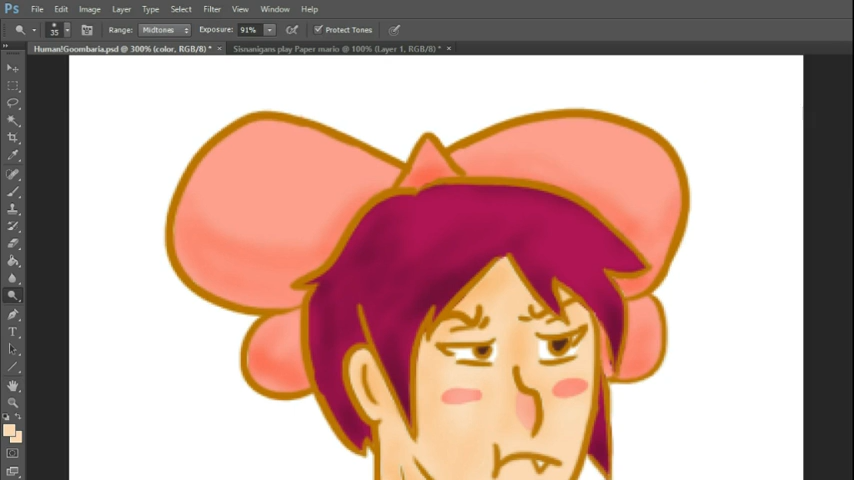 Ps File Edit Image Layer Type Select Filter View Window Help
35 Range: Midtones Exposure: 91% Protect Tones
Human!Goombaria.psd @ 300% (color, RGB/8) * × Sisnanigans play Paper mario @ 100% (Layer 1, RGB/8) * ×
T